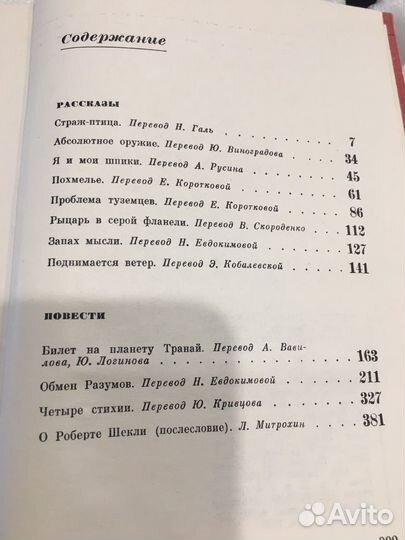 Содержание
РАССКАЗЫ
Страж-птица. Перевод Н. Галь 7
Абсолютное оружие. Перевод Ю. Виноградова 34
Я и мои шпики. Перевод А. Русина 45
Похмелье. Перевод Е. Коротковой 61
Проблема туземцев. Перевод Е. Коротковой 86
Рыцарь в серой фланели. Перевод В. Скороденко 112
Запах мысли. Перевод Н. Евдокимовой 127
Поднимается ветер. Перевод Э. Кобалевской 141
ПОВЕСТИ
Билет на планету Транай. Перевод А. Вави-
лова, Ю. Логинова 163
Обмен Разумов. Перевод Н. Евдокимовой 211
Четыре стихии. Перевод Ю. Кривцова 327
О Роберте Шекли (послесловие). Л. Митрохин 381
Avito